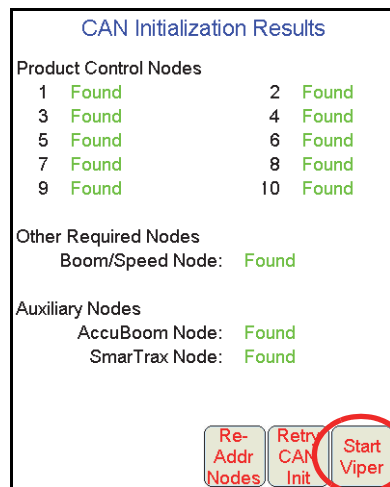 CAN Initialization Results
Product Control Nodes
1 Found 2 Found
3 Found 4 Found
5 Found 6 Found
7 Found 8 Found
9 Found 10 Found
Other Required Nodes
Boom/Speed Node: Found
Auxiliary Nodes
AccuBoom Node: Found
SmarTrax Node: Found
Re-
Addr
Nodes
Retry
CAN
Init
Start
Viper